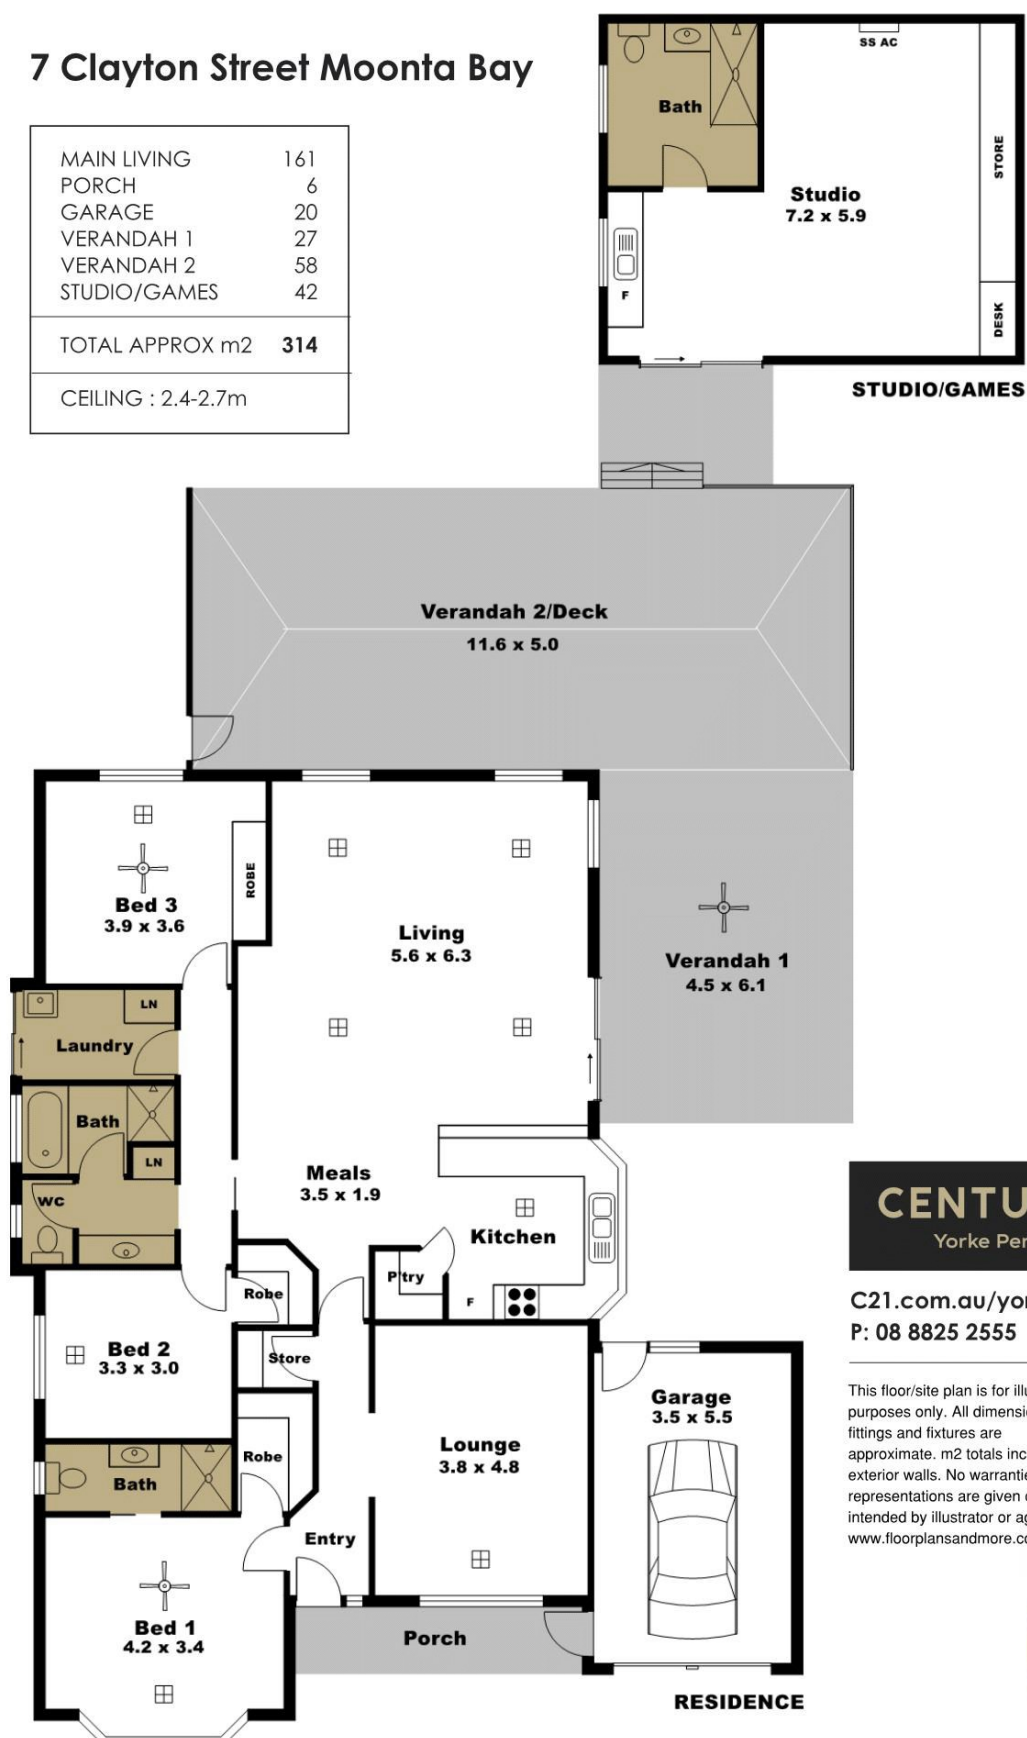 7 Clayton Street Moonta Bay
MAIN LIVING 161
PORCH 6
GARAGE 20
VERANDAH 1 27
VERANDAH 2 58
STUDIO/GAMES 42
TOTAL APPROX m2 314
CEILING : 2.4-2.7m
SS AC
Bath
STORE
Studio
7.2 x 5.9
F
DESK
STUDIO/GAMES
Verandah 2/Deck
11.6 x 5.0
Bed 3
3.9 x 3.6
ROBE
Living
5.6 x 6.3
Verandah 1
4.5 x 6.1
LN
Laundry
Bath
LN
WC
Meals
3.5 x 1.9
Kitchen
P'try
F
Robe
Bed 2
3.3 x 3.0
Store
Robe
Bath
Lounge
3.8 x 4.8
Garage
3.5 x 5.5
Entry
Bed 1
4.2 x 3.4
Porch
RESIDENCE
CENTU
Yorke Pen
C21.com.au/yor
P: 08 8825 2555
This floor/site plan is for illu
purposes only. All dimensio
fittings and fixtures are
approximate. m2 totals inc
exterior walls. No warrantie
representations are given o
intended by illustrator or ag
www.floorplansandmore.co